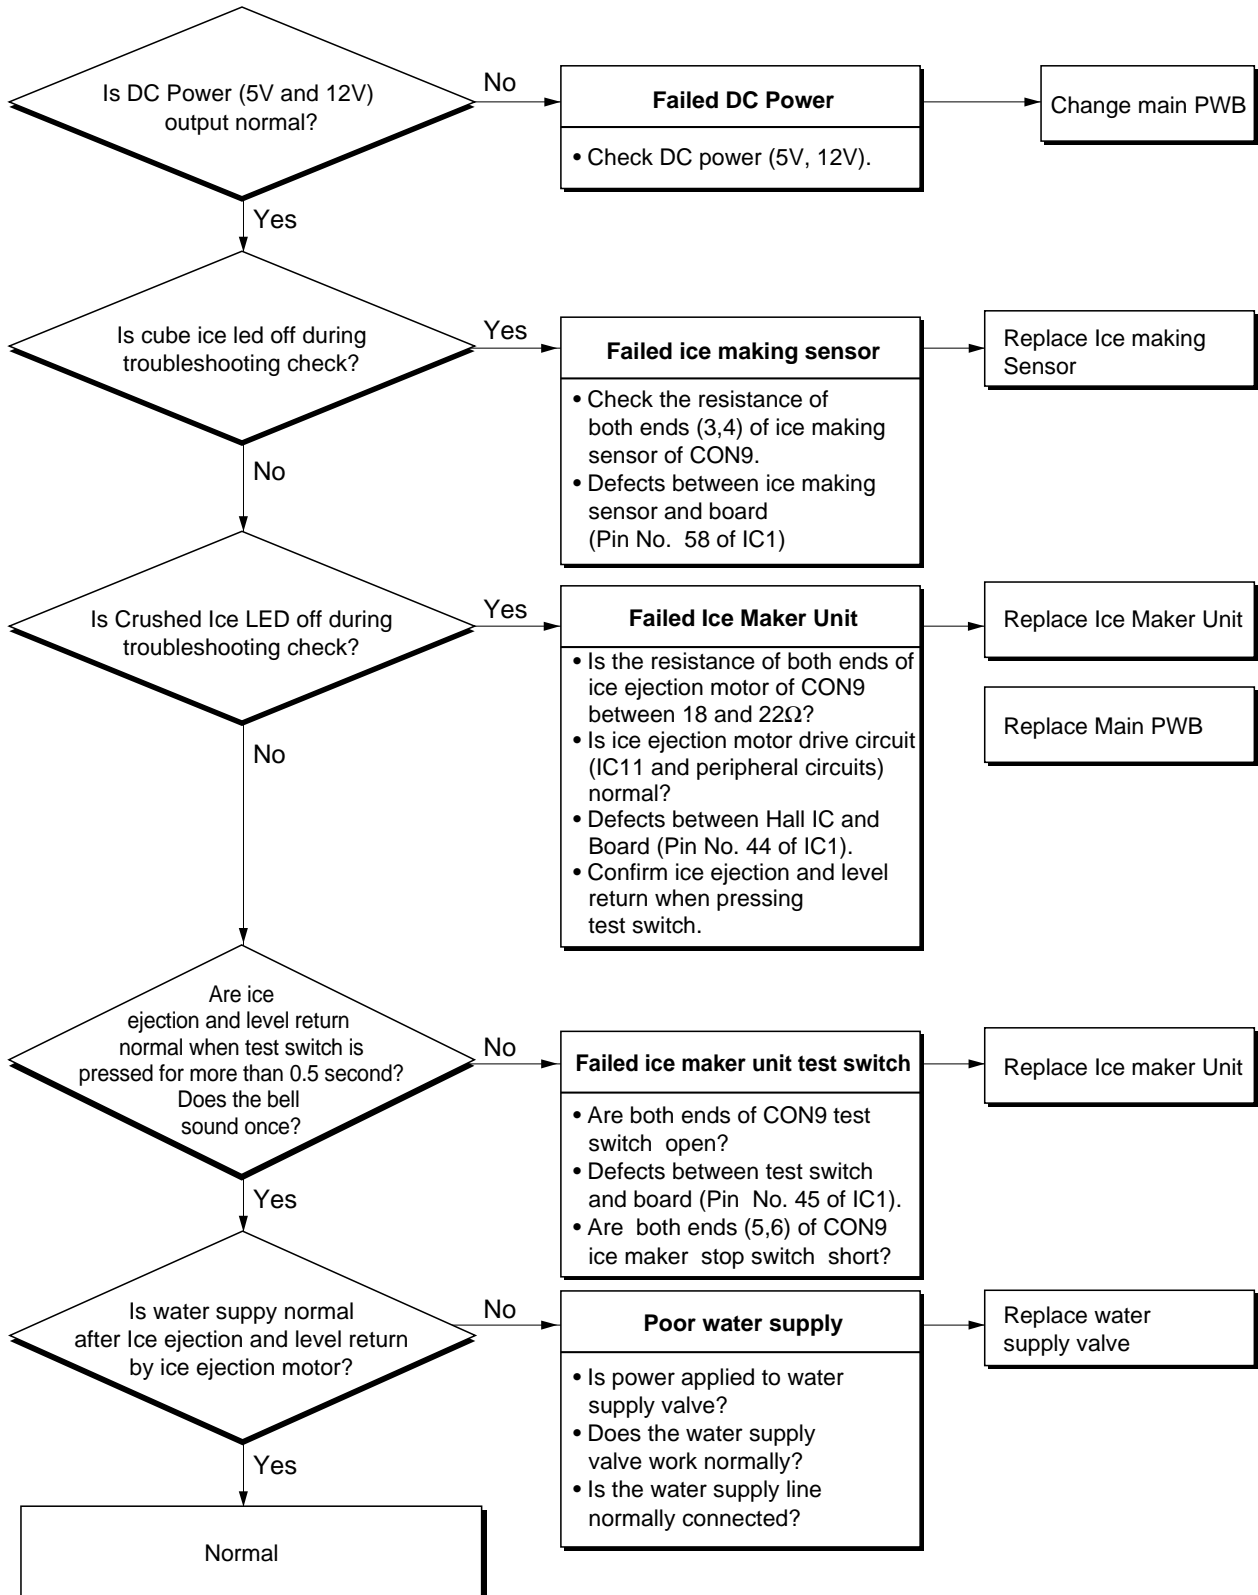 Is DC Power (5V and 12V)
output normal?
No
Failed DC Power
• Check DC power (5V, 12V).
Change main PWB
Yes
Is cube ice led off during
troubleshooting check?
Yes
Failed ice making sensor
• Check the resistance of
both ends (3,4) of ice making
sensor of CON9.
• Defects between ice making
sensor and board
(Pin No. 58 of IC1)
Replace Ice making
Sensor
No
Is Crushed Ice LED off during
troubleshooting check?
Yes
Failed Ice Maker Unit
• Is the resistance of both ends of
ice ejection motor of CON9
between 18 and 22Ω?
• Is ice ejection motor drive circuit
(IC11 and peripheral circuits)
normal?
• Defects between Hall IC and
Board (Pin No. 44 of IC1).
• Confirm ice ejection and level
return when pressing
test switch.
Replace Ice Maker Unit
Replace Main PWB
No
Are ice
ejection and level return
normal when test switch is
pressed for more than 0.5 second?
Does the bell
sound once?
No
Failed ice maker unit test switch
• Are both ends of CON9 test
switch open?
• Defects between test switch
and board (Pin No. 45 of IC1).
• Are both ends (5,6) of CON9
ice maker stop switch short?
Replace Ice maker Unit
Yes
Is water suppy normal
after Ice ejection and level return
by ice ejection motor?
No
Poor water supply
• Is power applied to water
supply valve?
• Does the water supply
valve work normally?
• Is the water supply line
normally connected?
Replace water
supply valve
Yes
Normal